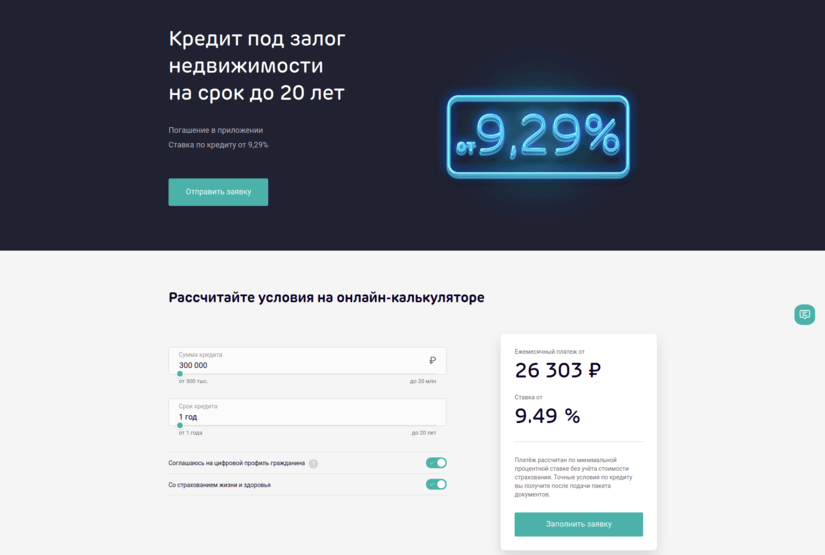 Кредит под залог
недвижимости
на срок до 20 лет
Погашение в приложении
Ставка по кредиту от 9,29%
Отправить заявку
от 9,29%
Рассчитайте условия на онлайн-калькуляторе
Сумма кредита
300 000 ₽
от 300 тыс. до 20 млн
Срок кредита
1 год
от 1 года до 20 лет
Соглашаюсь на цифровой профиль гражданина ?
Со страхованием жизни и здоровья
Ежемесячный платеж от
26 303 ₽
Ставка от
9.49 %
Платёж рассчитан по минимальной
процентной ставке без учёта стоимости
страхования. Точные условия по кредиту
вы получите после подачи пакета
документов.
Заполнить заявку